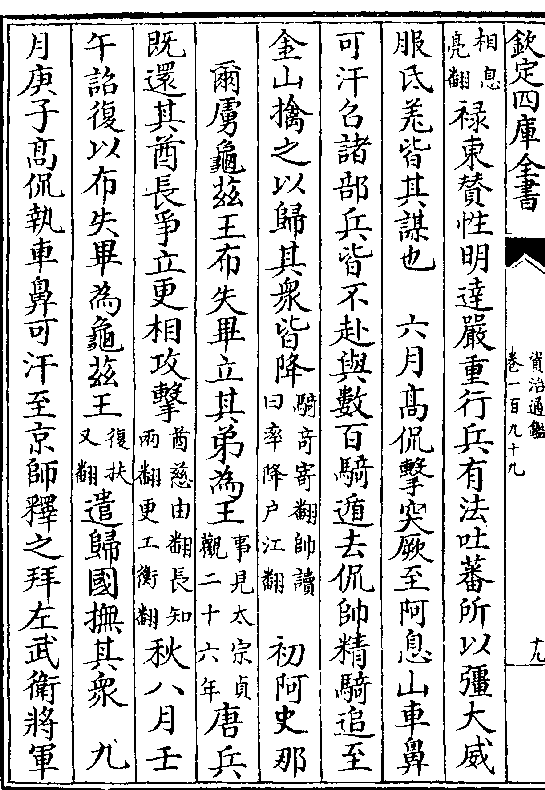 欽定四庫全書
資治通鑑
卷一百九十九
十九
相息
亮翻
祿東贊性明達嚴重行兵有法吐蕃所以彊大威
服氐羌皆其謀也　六月高侃擊突厥至阿息山車鼻
可汗召諸部兵皆不赴與數百騎遁去侃帥精騎追至
金山擒之以歸其衆皆降騎奇寄翻帥讀曰率降户江翻　初阿史那
爾虜龜茲王布失畢立其弟為王事見太宗貞觀二十六年唐兵
既還其酋長爭立更相攻擊酋慈由翻長知兩翻更工衡翻秋八月壬
午詔復以布失畢為龜茲王復扶又翻遣歸國撫其衆　九
月庚子高侃執車鼻可汗至京師釋之拜左武衛將軍